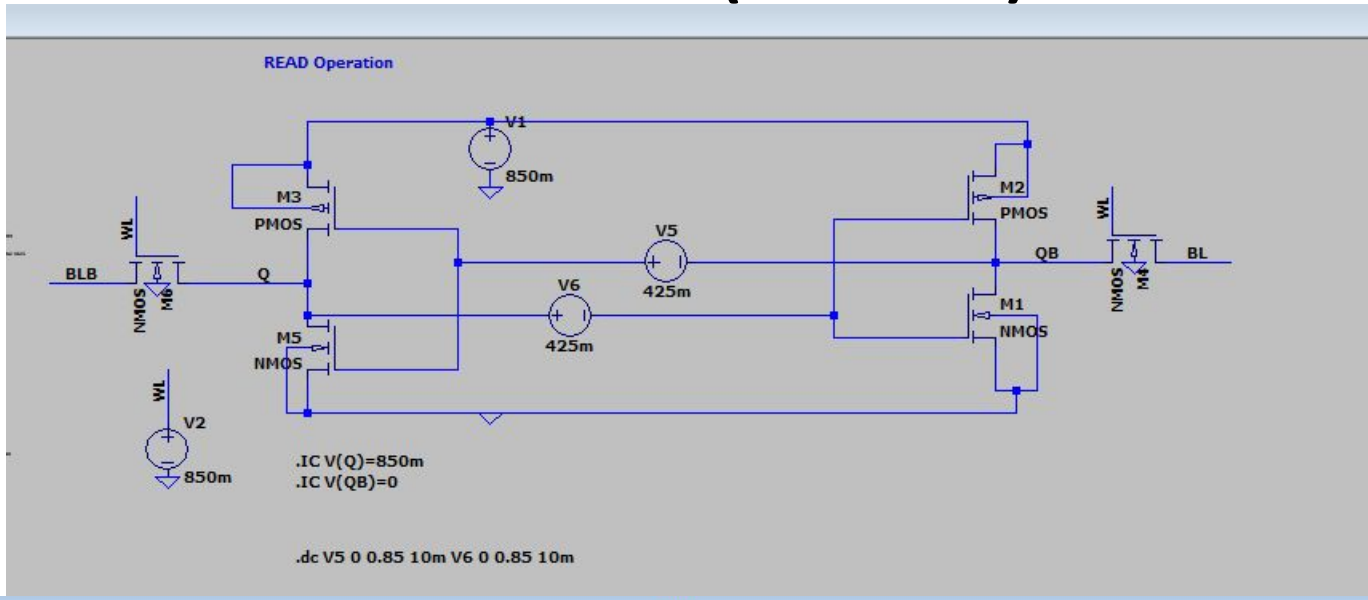 READ Operation
V1
850m
M3
PMOS
M2
PMOS
WL
WL
V5
425m
BLB
Q
QB
BL
NMOS
M6
V6
425m
NMOS
M4
M5
NMOS
M1
NMOS
WL
V2
850m
.IC V(Q)=850m
.IC V(QB)=0
.dc V5 0 0.85 10m V6 0 0.85 10m